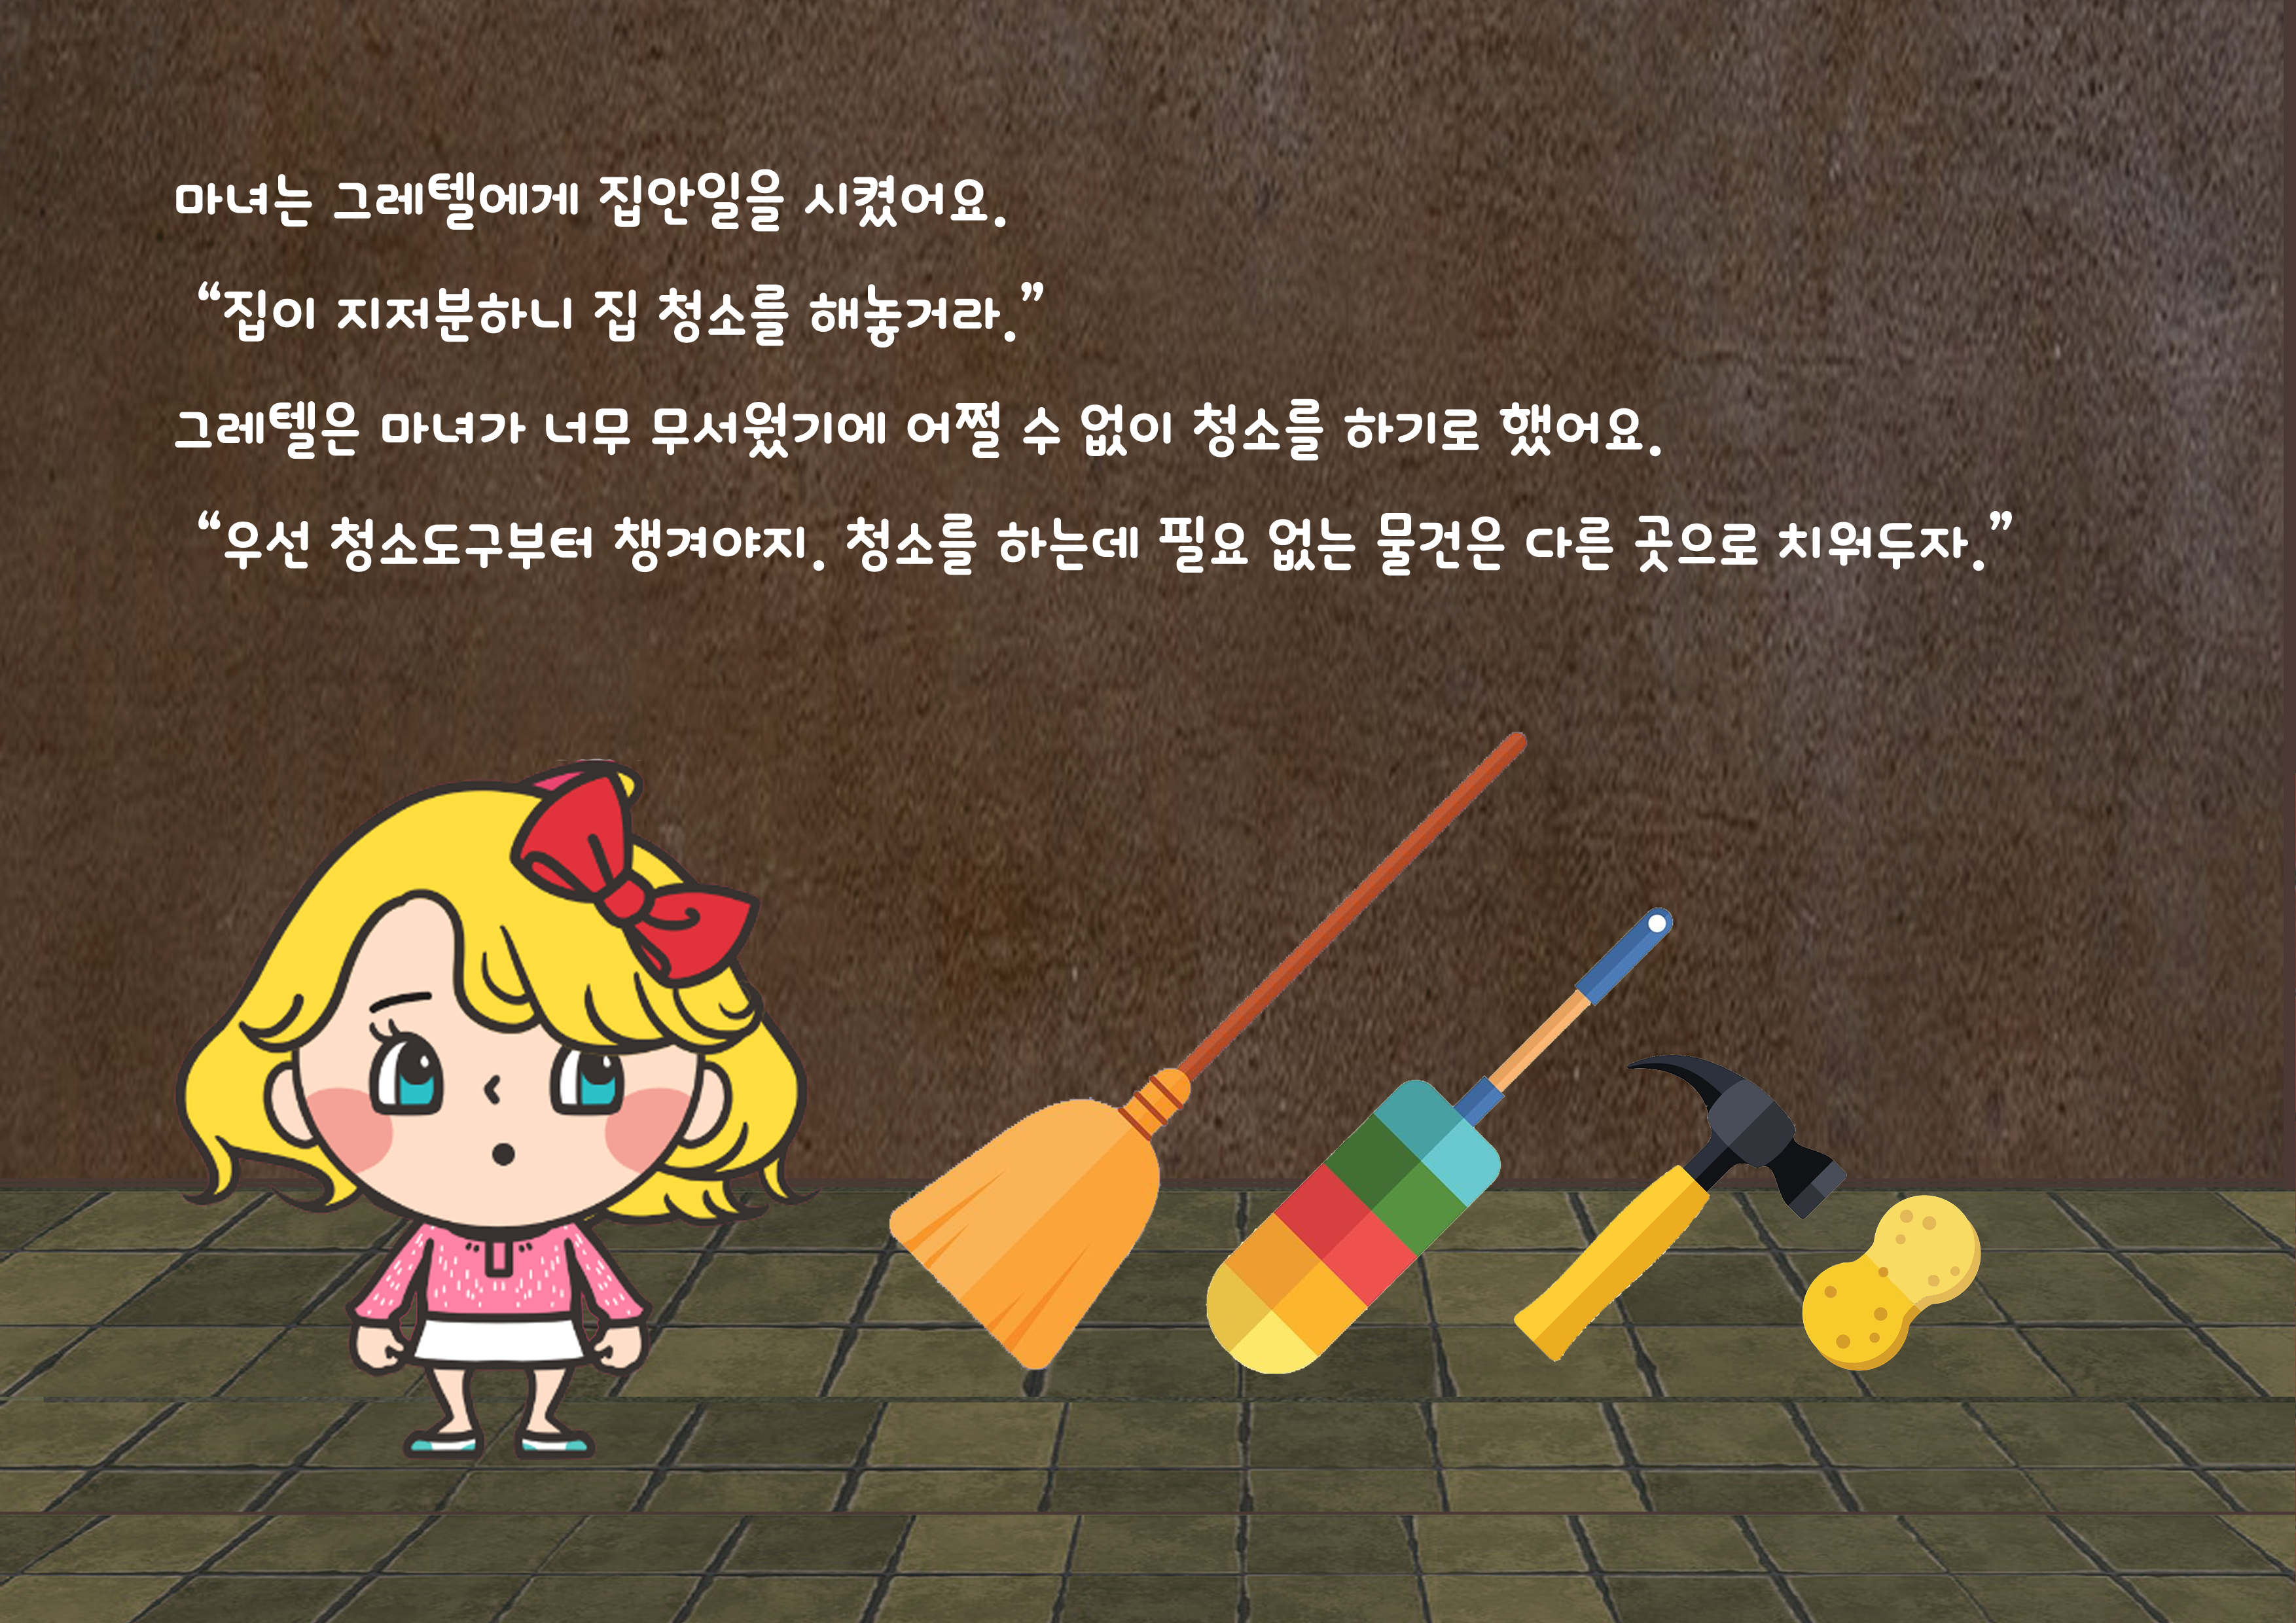 마녀는 그레텔에게 집안일을 시켰어요.
“집이 지저분하니 집 청소를 해놓거라.”
그레텔은 마녀가 너무 무서웠기에 어쩔 수 없이 청소를 하기로 했어요.
“우선 청소도구부터 챙겨야지. 청소를 하는데 필요 없는 물건은 다른 곳으로 치워두자.”